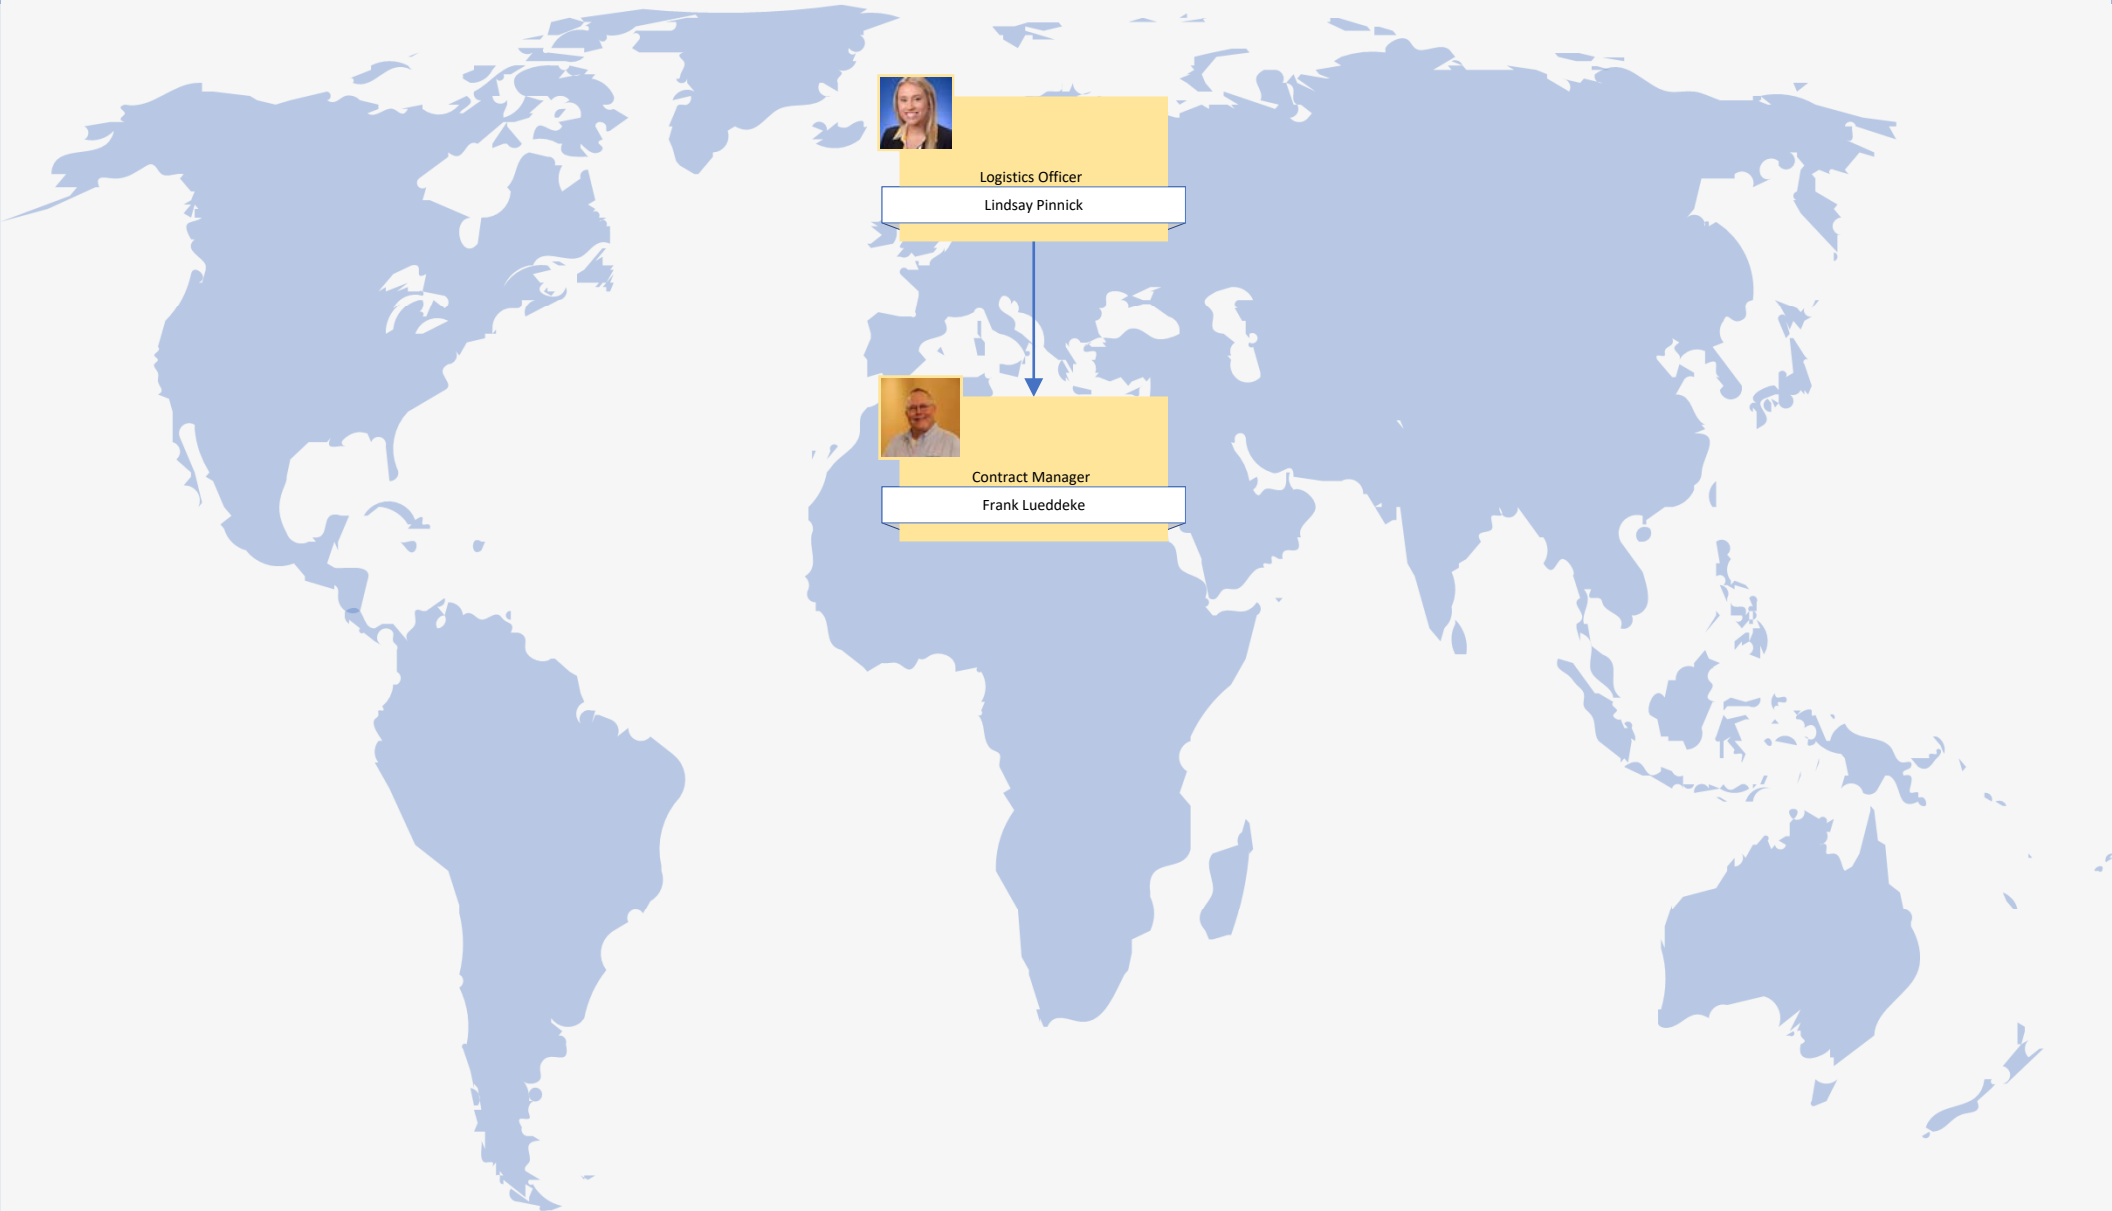 Logistics Officer
Lindsay Pinnick
Contract Manager
Frank Lueddeke